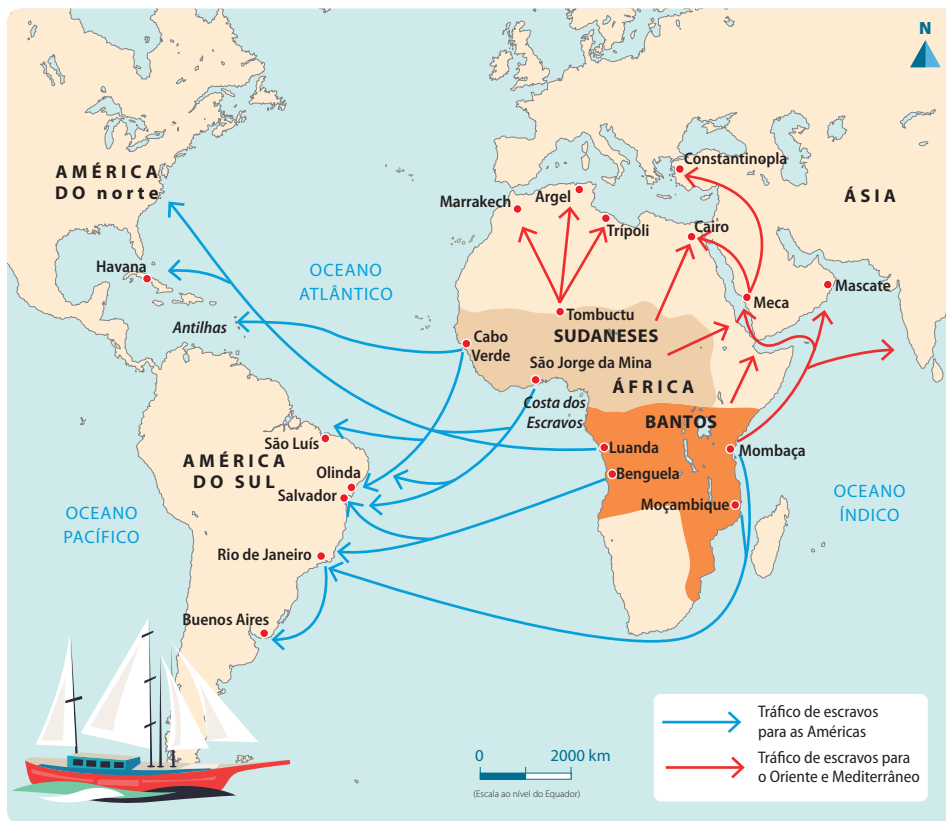 N
Constantinopla
AMÉRICA
DO norte
ÁSIA
Argel
Marrakech
Trípoli
Cairo
Havana
OCEANO
ATLÂNTICO
Meca
Mascate
Tombuctu
Antilhas
SUDANESES
Cabo
Verde
São Jorge da Mina
ÁFRICA
Costa dos
Escravos
BANTOS
São Luís
Luanda
Mombaça
AMÉRICA
DO SUL
Olinda
Benguela
Salvador
Moçambique
OCEANO
PACÍFICO
OCEANO
ÍNDICO
Rio de Janeiro
Buenos Aires
Tráfico de escravos
para as Américas
Tráfico de escravos para
o Oriente e Mediterrâneo
0 2000 km
(Escala ao nível do Equador)